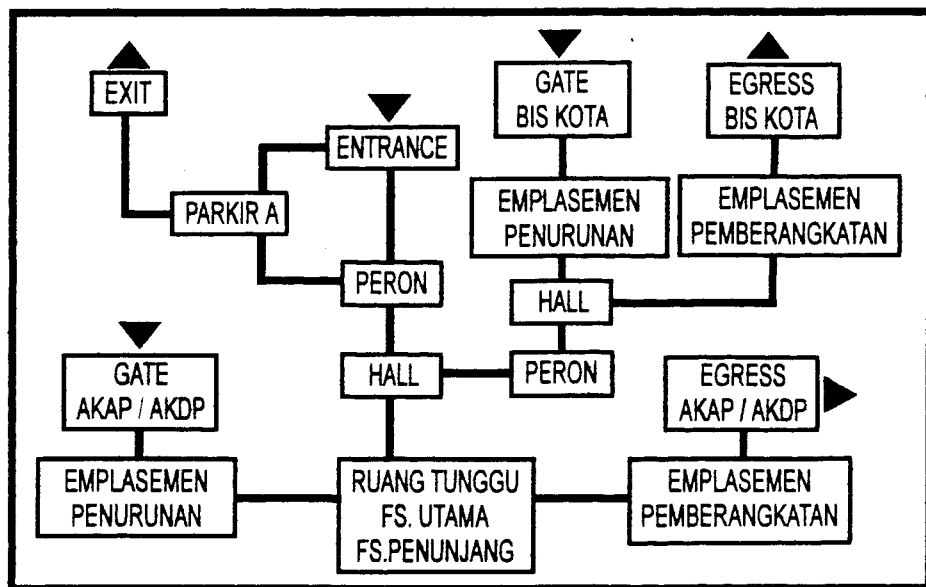 EXIT
GATE
BIS KOTA
EGRESS
BIS KOTA
ENTRANCE
PARKIR A
EMPLASEMEN
PENURUNAN
EMPLASEMEN
PEMBERANGKATAN
PERON
HALL
GATE
AKAP / AKDP
HALL
PERON
EGRESS
AKAP / AKDP
EMPLASEMEN
PENURUNAN
RUANG TUNGGU
FS. UTAMA
FS.PENUNJANG
EMPLASEMEN
PEMBERANGKATAN